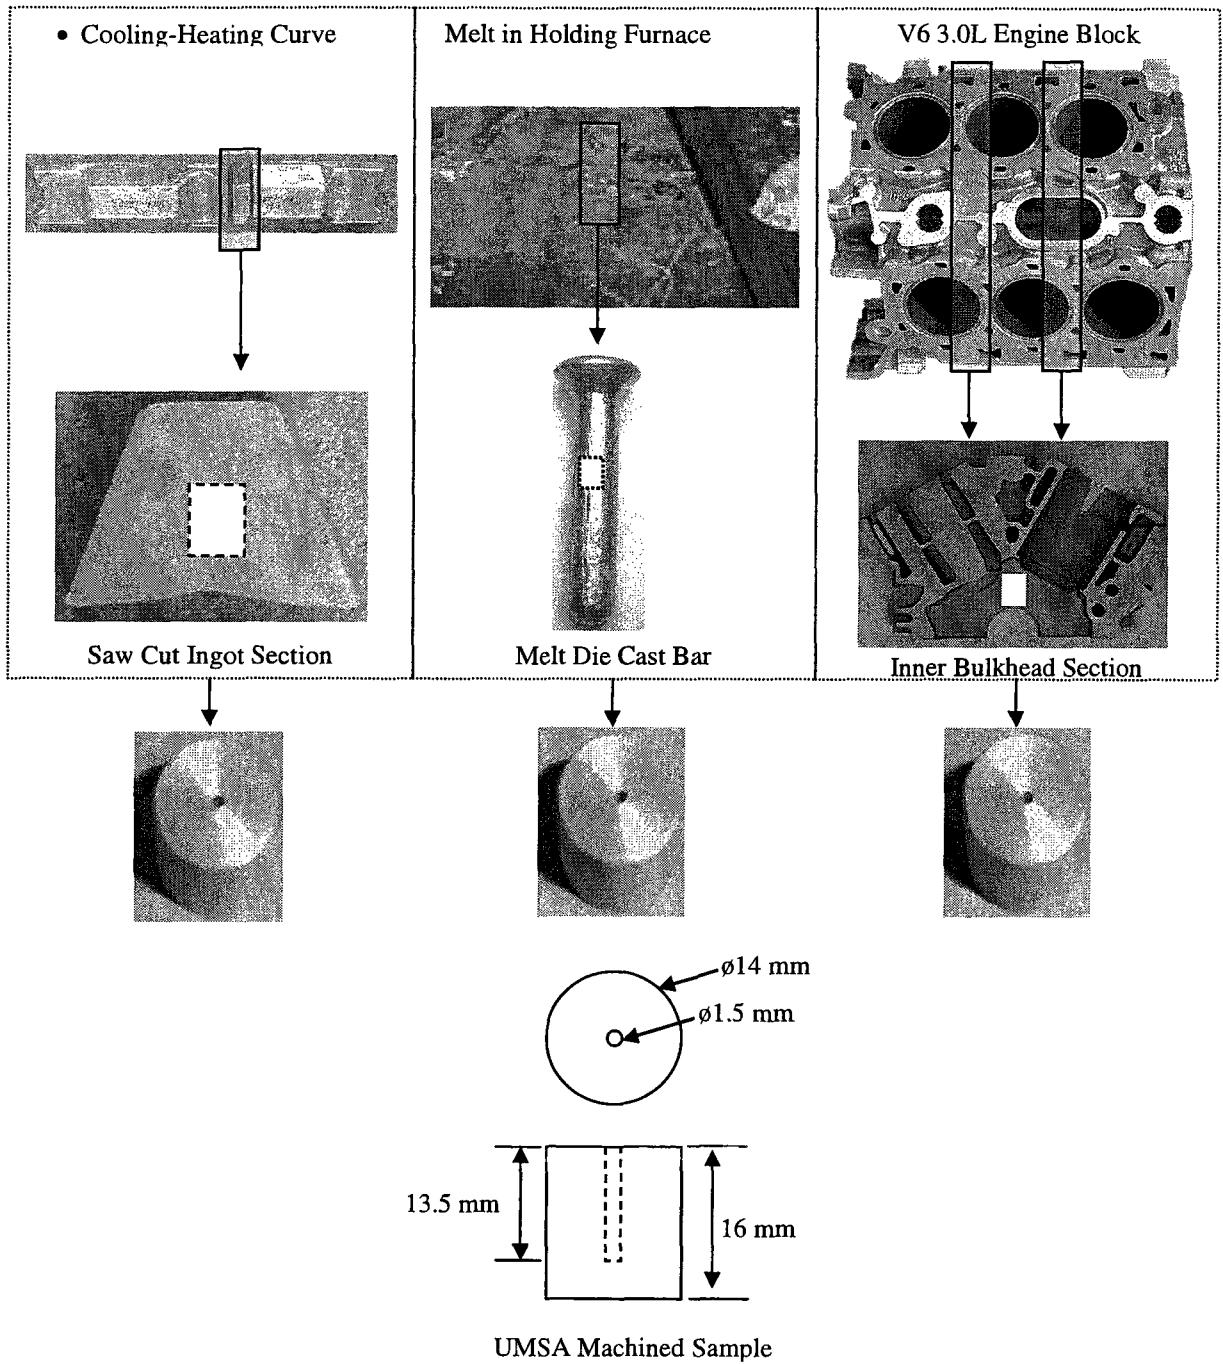 • Cooling-Heating Curve
Melt in Holding Furnace
V6 3.0L Engine Block
Saw Cut Ingot Section
Melt Die Cast Bar
Inner Bulkhead Section
ø14 mm
ø1.5 mm
13.5 mm
16 mm
UMSA Machined Sample